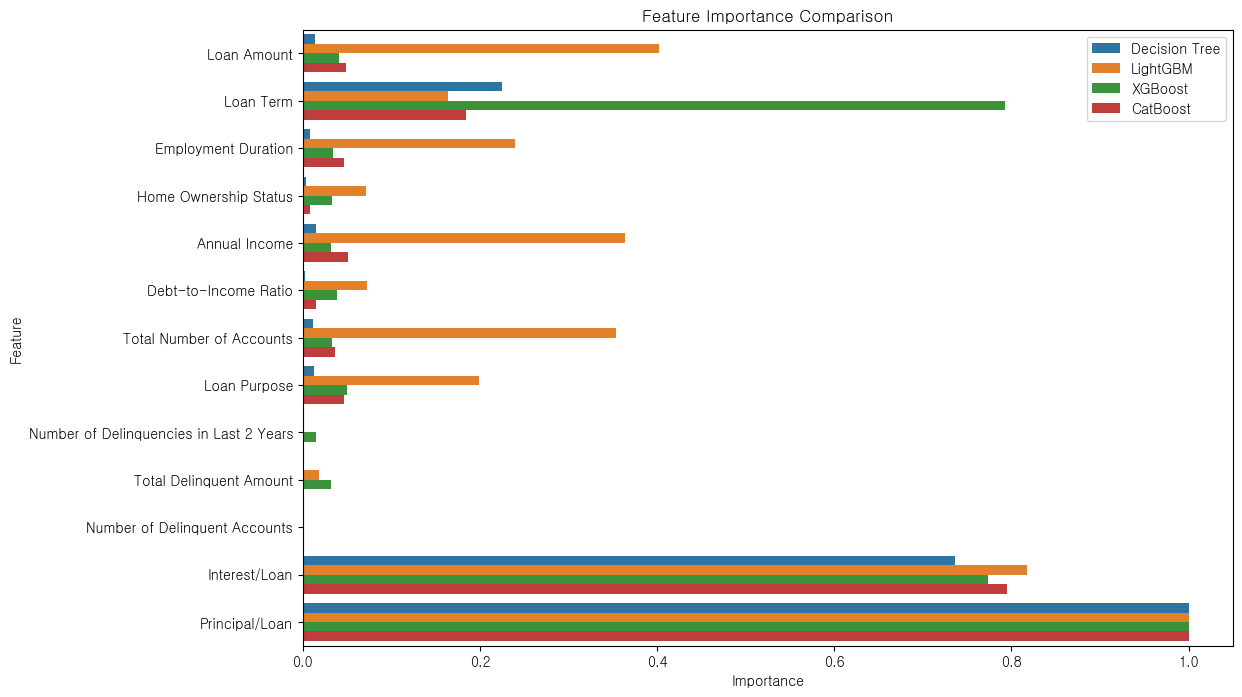 Feature Importance Comparison
Decision Tree
LightGBM
XGBoost
CatBoost
Feature
Loan Amount
Loan Term
Employment Duration
Home Ownership Status
Annual Income
Debt-to-Income Ratio
Total Number of Accounts
Loan Purpose
Number of Delinquencies in Last 2 Years
Total Delinquent Amount
Number of Delinquent Accounts
Interest/Loan
Principal/Loan
0.0 0.2 0.4 0.6 0.8 1.0
Importance